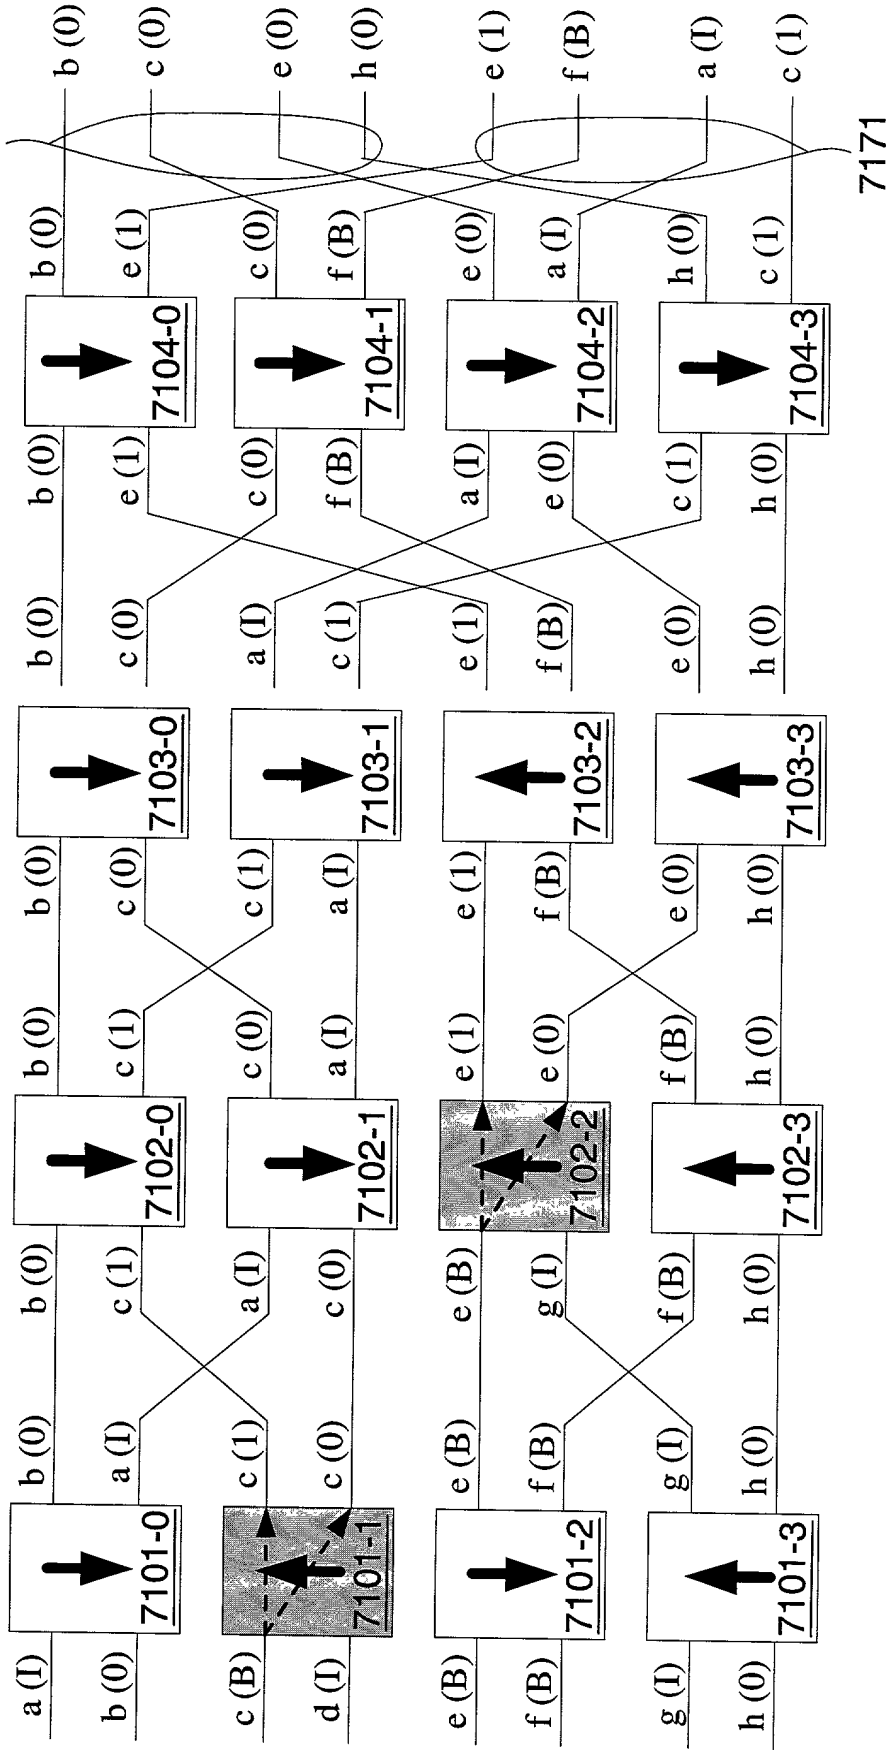 a (I)
b (0)
c (B)
d (I)
e (B)
f (B)
g (I)
h (0)
7101-0
7101-1
7101-2
7101-3
b (0)
a (I)
c (1)
c (0)
e (B)
f (B)
g (I)
h (0)
b (0)
c (1)
a (I)
c (0)
e (B)
g (I)
f (B)
h (0)
7102-0
7102-1
7102-2
7102-3
b (0)
c (1)
c (0)
a (I)
e (1)
e (0)
f (B)
h (0)
b (0)
c (0)
c (1)
a (I)
e (1)
f (B)
e (0)
h (0)
7103-0
7103-1
7103-2
7103-3
b (0)
c (0)
a (I)
c (1)
e (1)
f (B)
e (0)
h (0)
b (0)
e (1)
c (0)
f (B)
a (I)
e (0)
c (1)
h (0)
7104-0
7104-1
7104-2
7104-3
b (0)
e (1)
c (0)
f (B)
e (0)
a (I)
h (0)
c (1)
b (0)
c (0)
e (0)
h (0)
e (1)
f (B)
a (I)
c (1)
7171